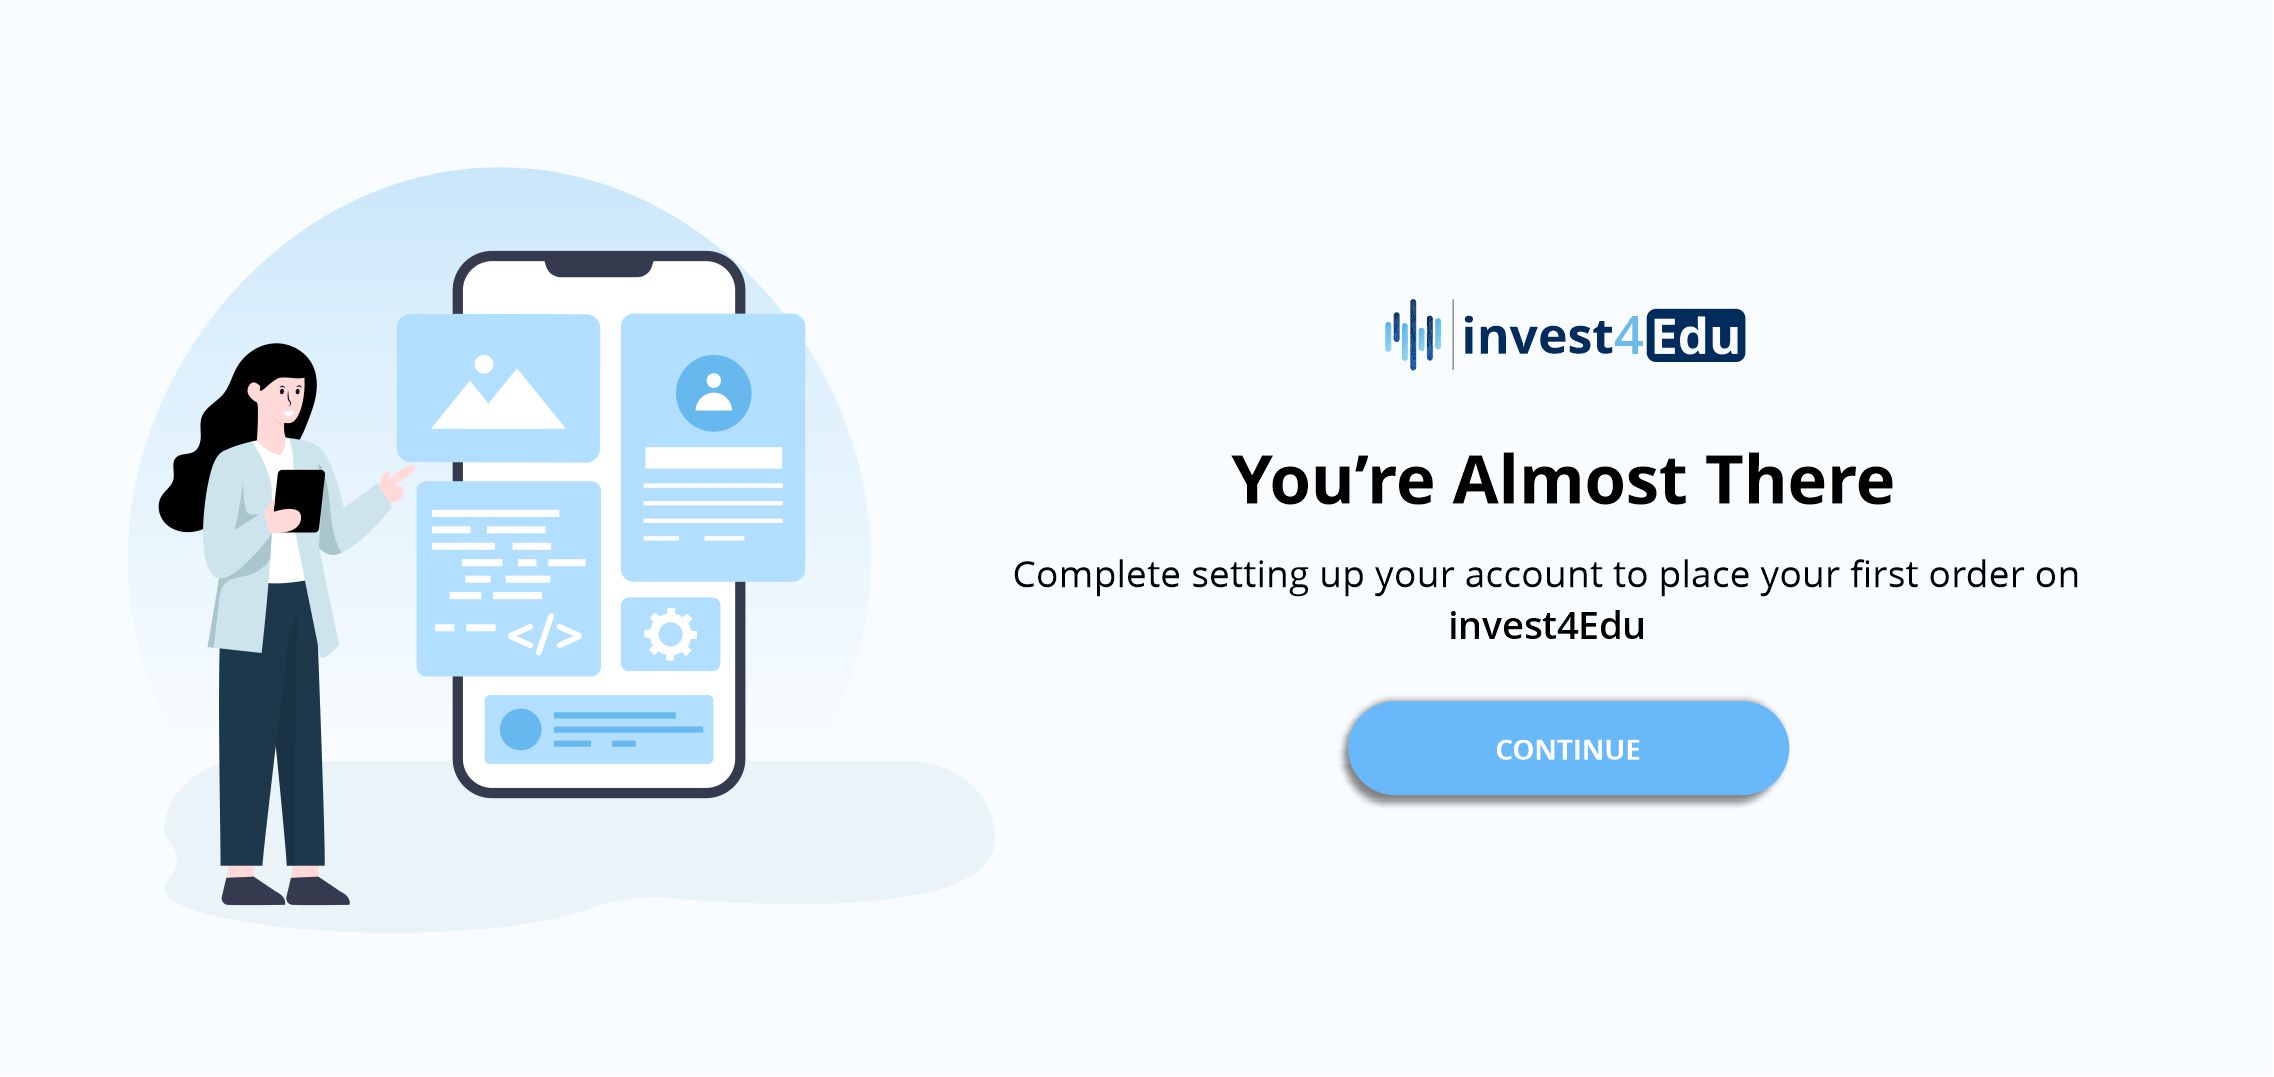 invest4Edu
You’re Almost There
Complete setting up your account to place your first order on
invest4Edu
CONTINUE
</>